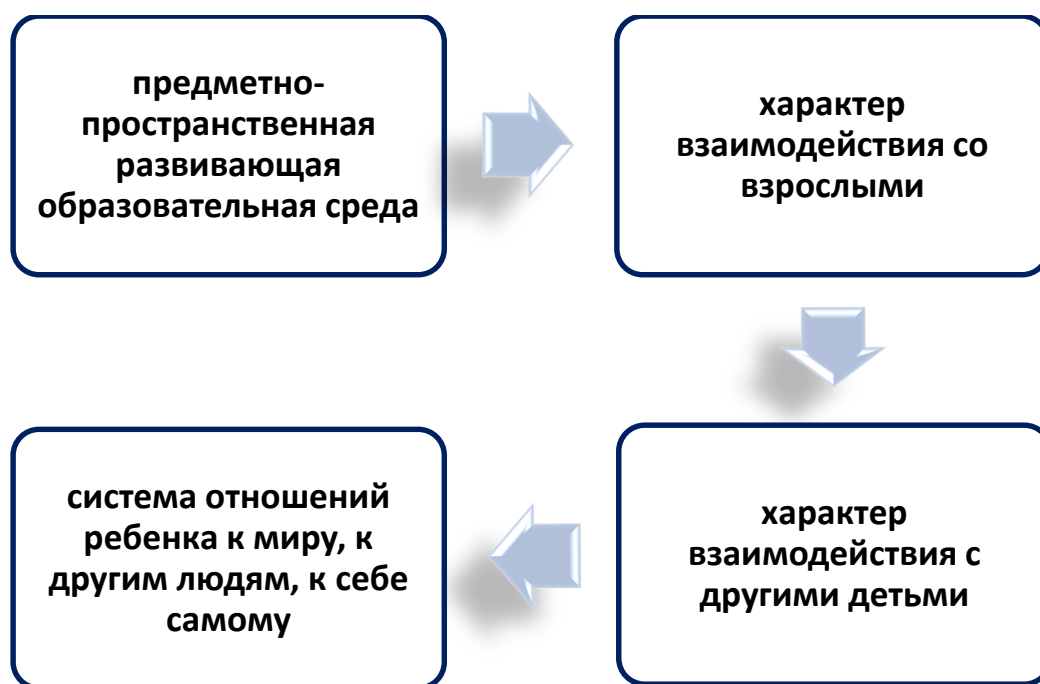 предметно-
пространственная
развивающая
образовательная среда
характер
взаимодействия со
взрослыми
характер
взаимодействия с
другими детьми
система отношений
ребенка к миру, к
другим людям, к себе
самому